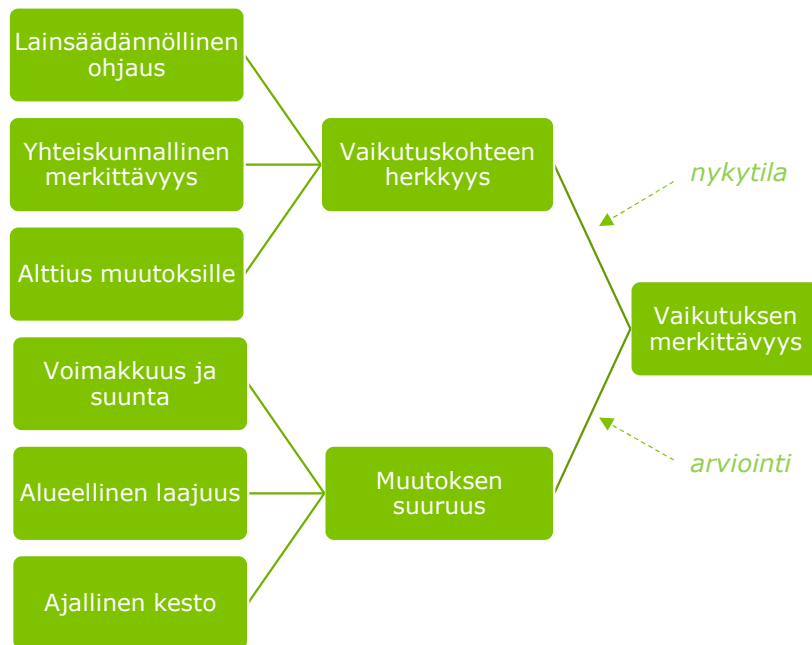 Lainsäädännöllinen
ohjaus
Yhteiskunnallinen
merkittävyys
Alttius muutoksille
Vaikutuskohteen
herkkyys
nykytila
Vaikutuksen
merkittävyys
Voimakkuus ja
suunta
Alueellinen laajuus
Ajallinen kesto
Muutoksen
suuruus
arviointi